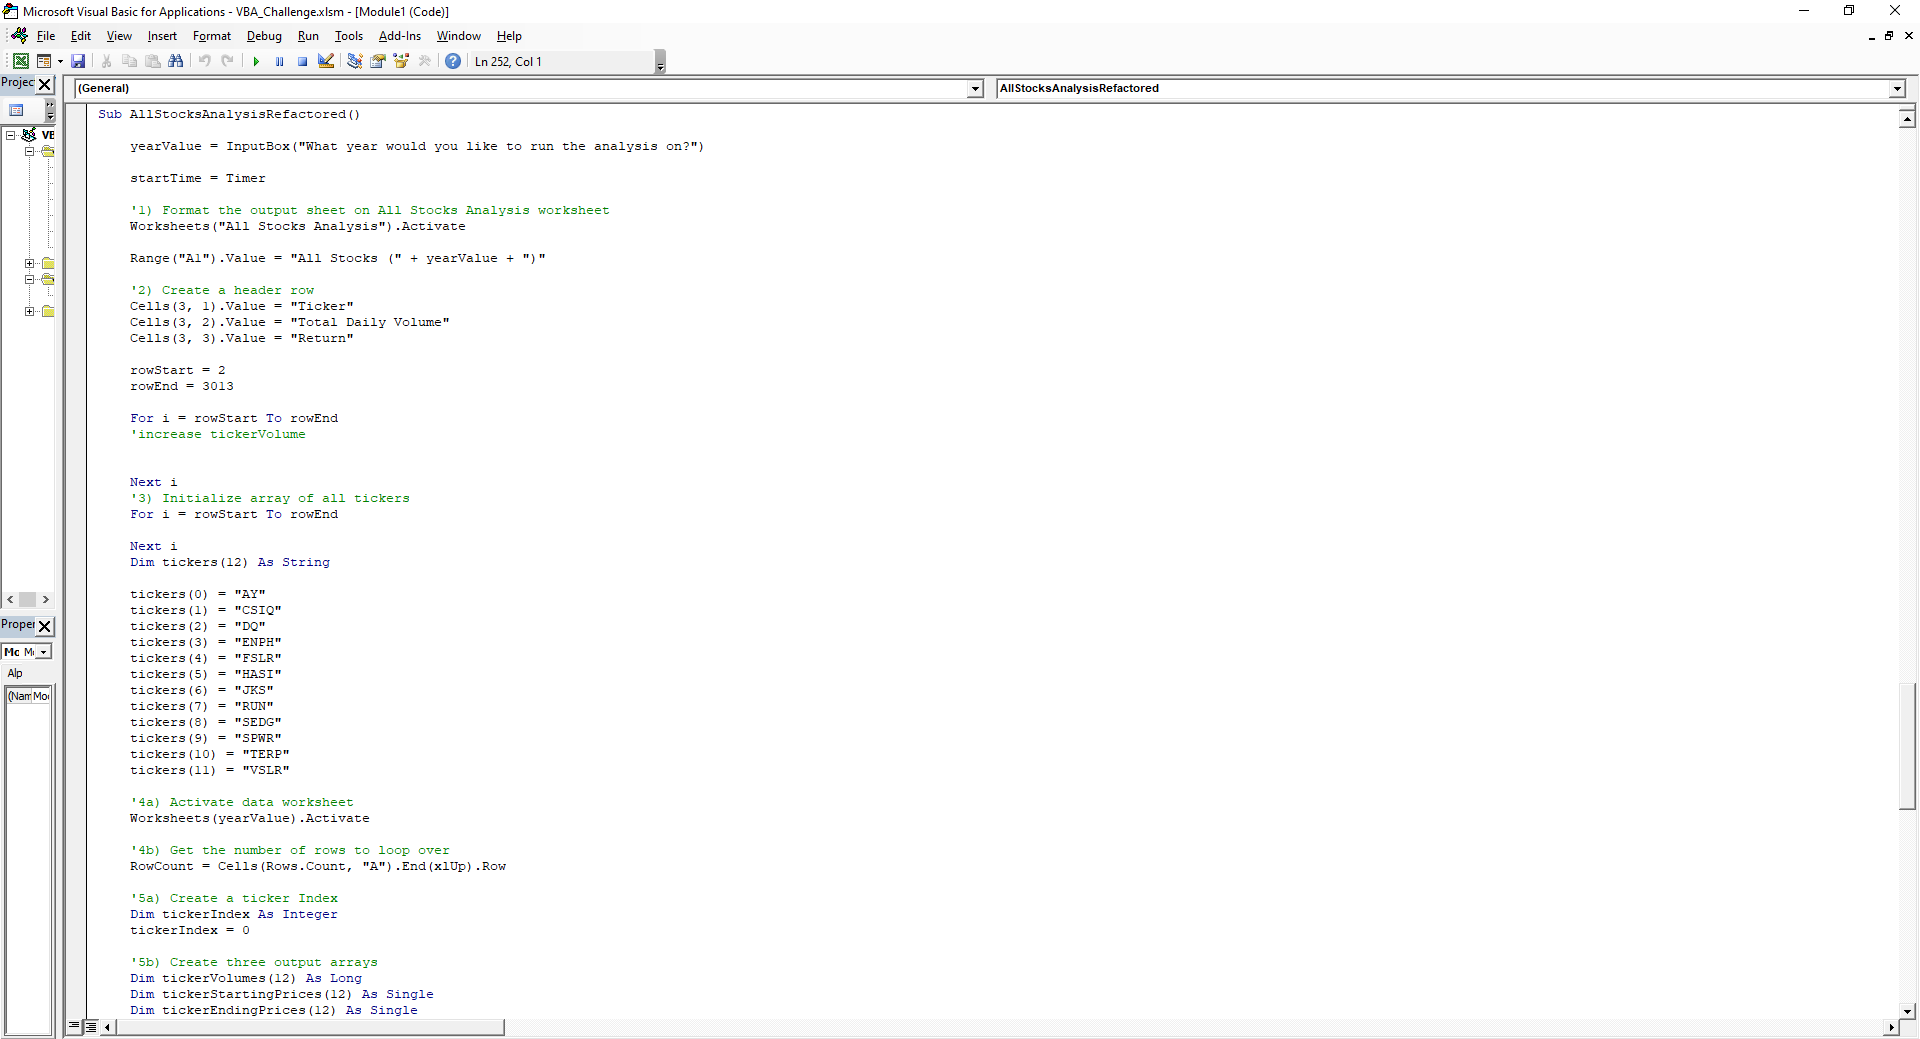 Microsoft Visual Basic for Applications - VBA_Challenge.xlsm - [Module1 (Code)]
File Edit View Insert Format Debug Run Tools Add-Ins Window Help
Ln 252, Col 1
Projec
(General) AllStocksAnalysisRefactored
VB
Sub AllStocksAnalysisRefactored()
yearValue = InputBox("What year would you like to run the analysis on?")
startTime = Timer
'1) Format the output sheet on All Stocks Analysis worksheet
Worksheets("All Stocks Analysis").Activate
Range("A1").Value = "All Stocks (" + yearValue + ")"
'2) Create a header row
Cells(3, 1).Value = "Ticker"
Cells(3, 2).Value = "Total Daily Volume"
Cells(3, 3).Value = "Return"
rowStart = 2
rowEnd = 3013
For i = rowStart To rowEnd
'increase tickerVolume
Next i
'3) Initialize array of all tickers
For i = rowStart To rowEnd
Next i
Dim tickers(12) As String
tickers(0) = "AY"
tickers(1) = "CSIQ"
tickers(2) = "DQ"
tickers(3) = "ENPH"
tickers(4) = "FSLR"
tickers(5) = "HASI"
tickers(6) = "JKS"
tickers(7) = "RUN"
tickers(8) = "SEDG"
tickers(9) = "SPWR"
tickers(10) = "TERP"
tickers(11) = "VSLR"
'4a) Activate data worksheet
Worksheets(yearValue).Activate
'4b) Get the number of rows to loop over
RowCount = Cells(Rows.Count, "A").End(xlUp).Row
'5a) Create a ticker Index
Dim tickerIndex As Integer
tickerIndex = 0
'5b) Create three output arrays
Dim tickerVolumes(12) As Long
Dim tickerStartingPrices(12) As Single
Dim tickerEndingPrices(12) As Single
Proper
Mc Mc
Alp
(Nam Mod